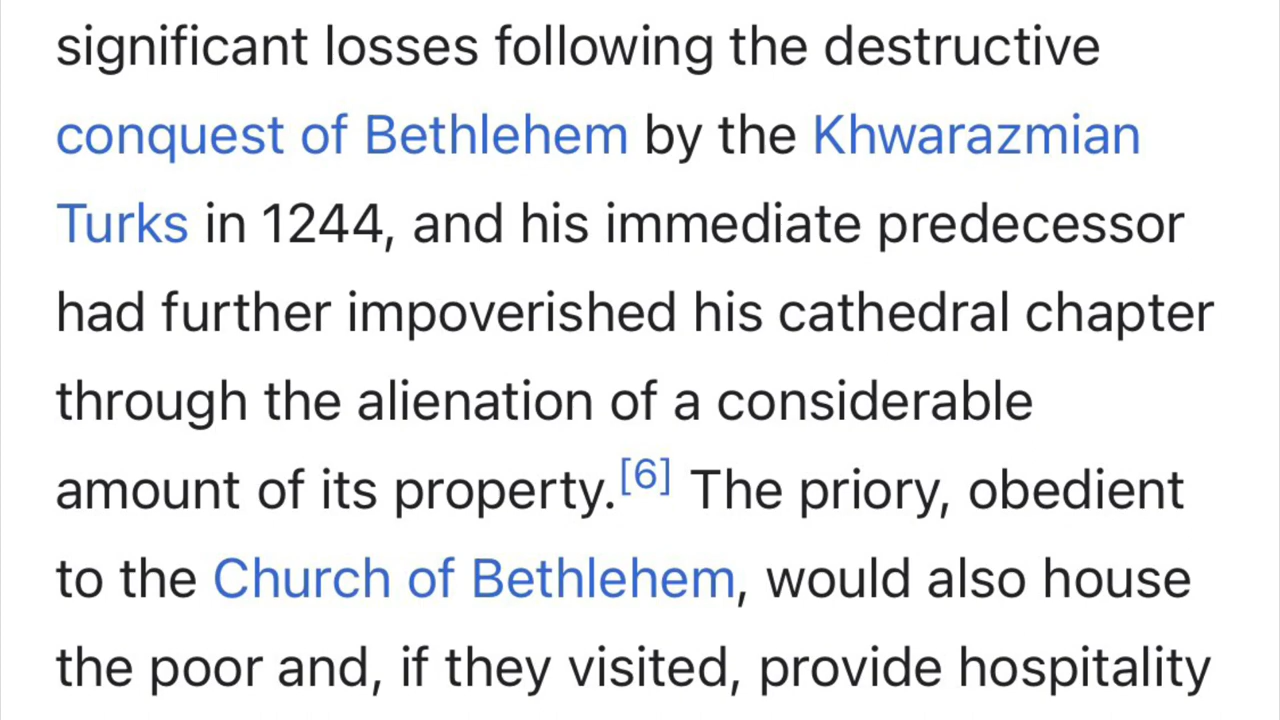 significant losses following the destructive
conquest of Bethlehem by the Khwarazmian
Turks in 1244, and his immediate predecessor
had further impoverished his cathedral chapter
through the alienation of a considerable
amount of its property.[6] The priory, obedient
to the Church of Bethlehem, would also house
the poor and, if they visited, provide hospitality